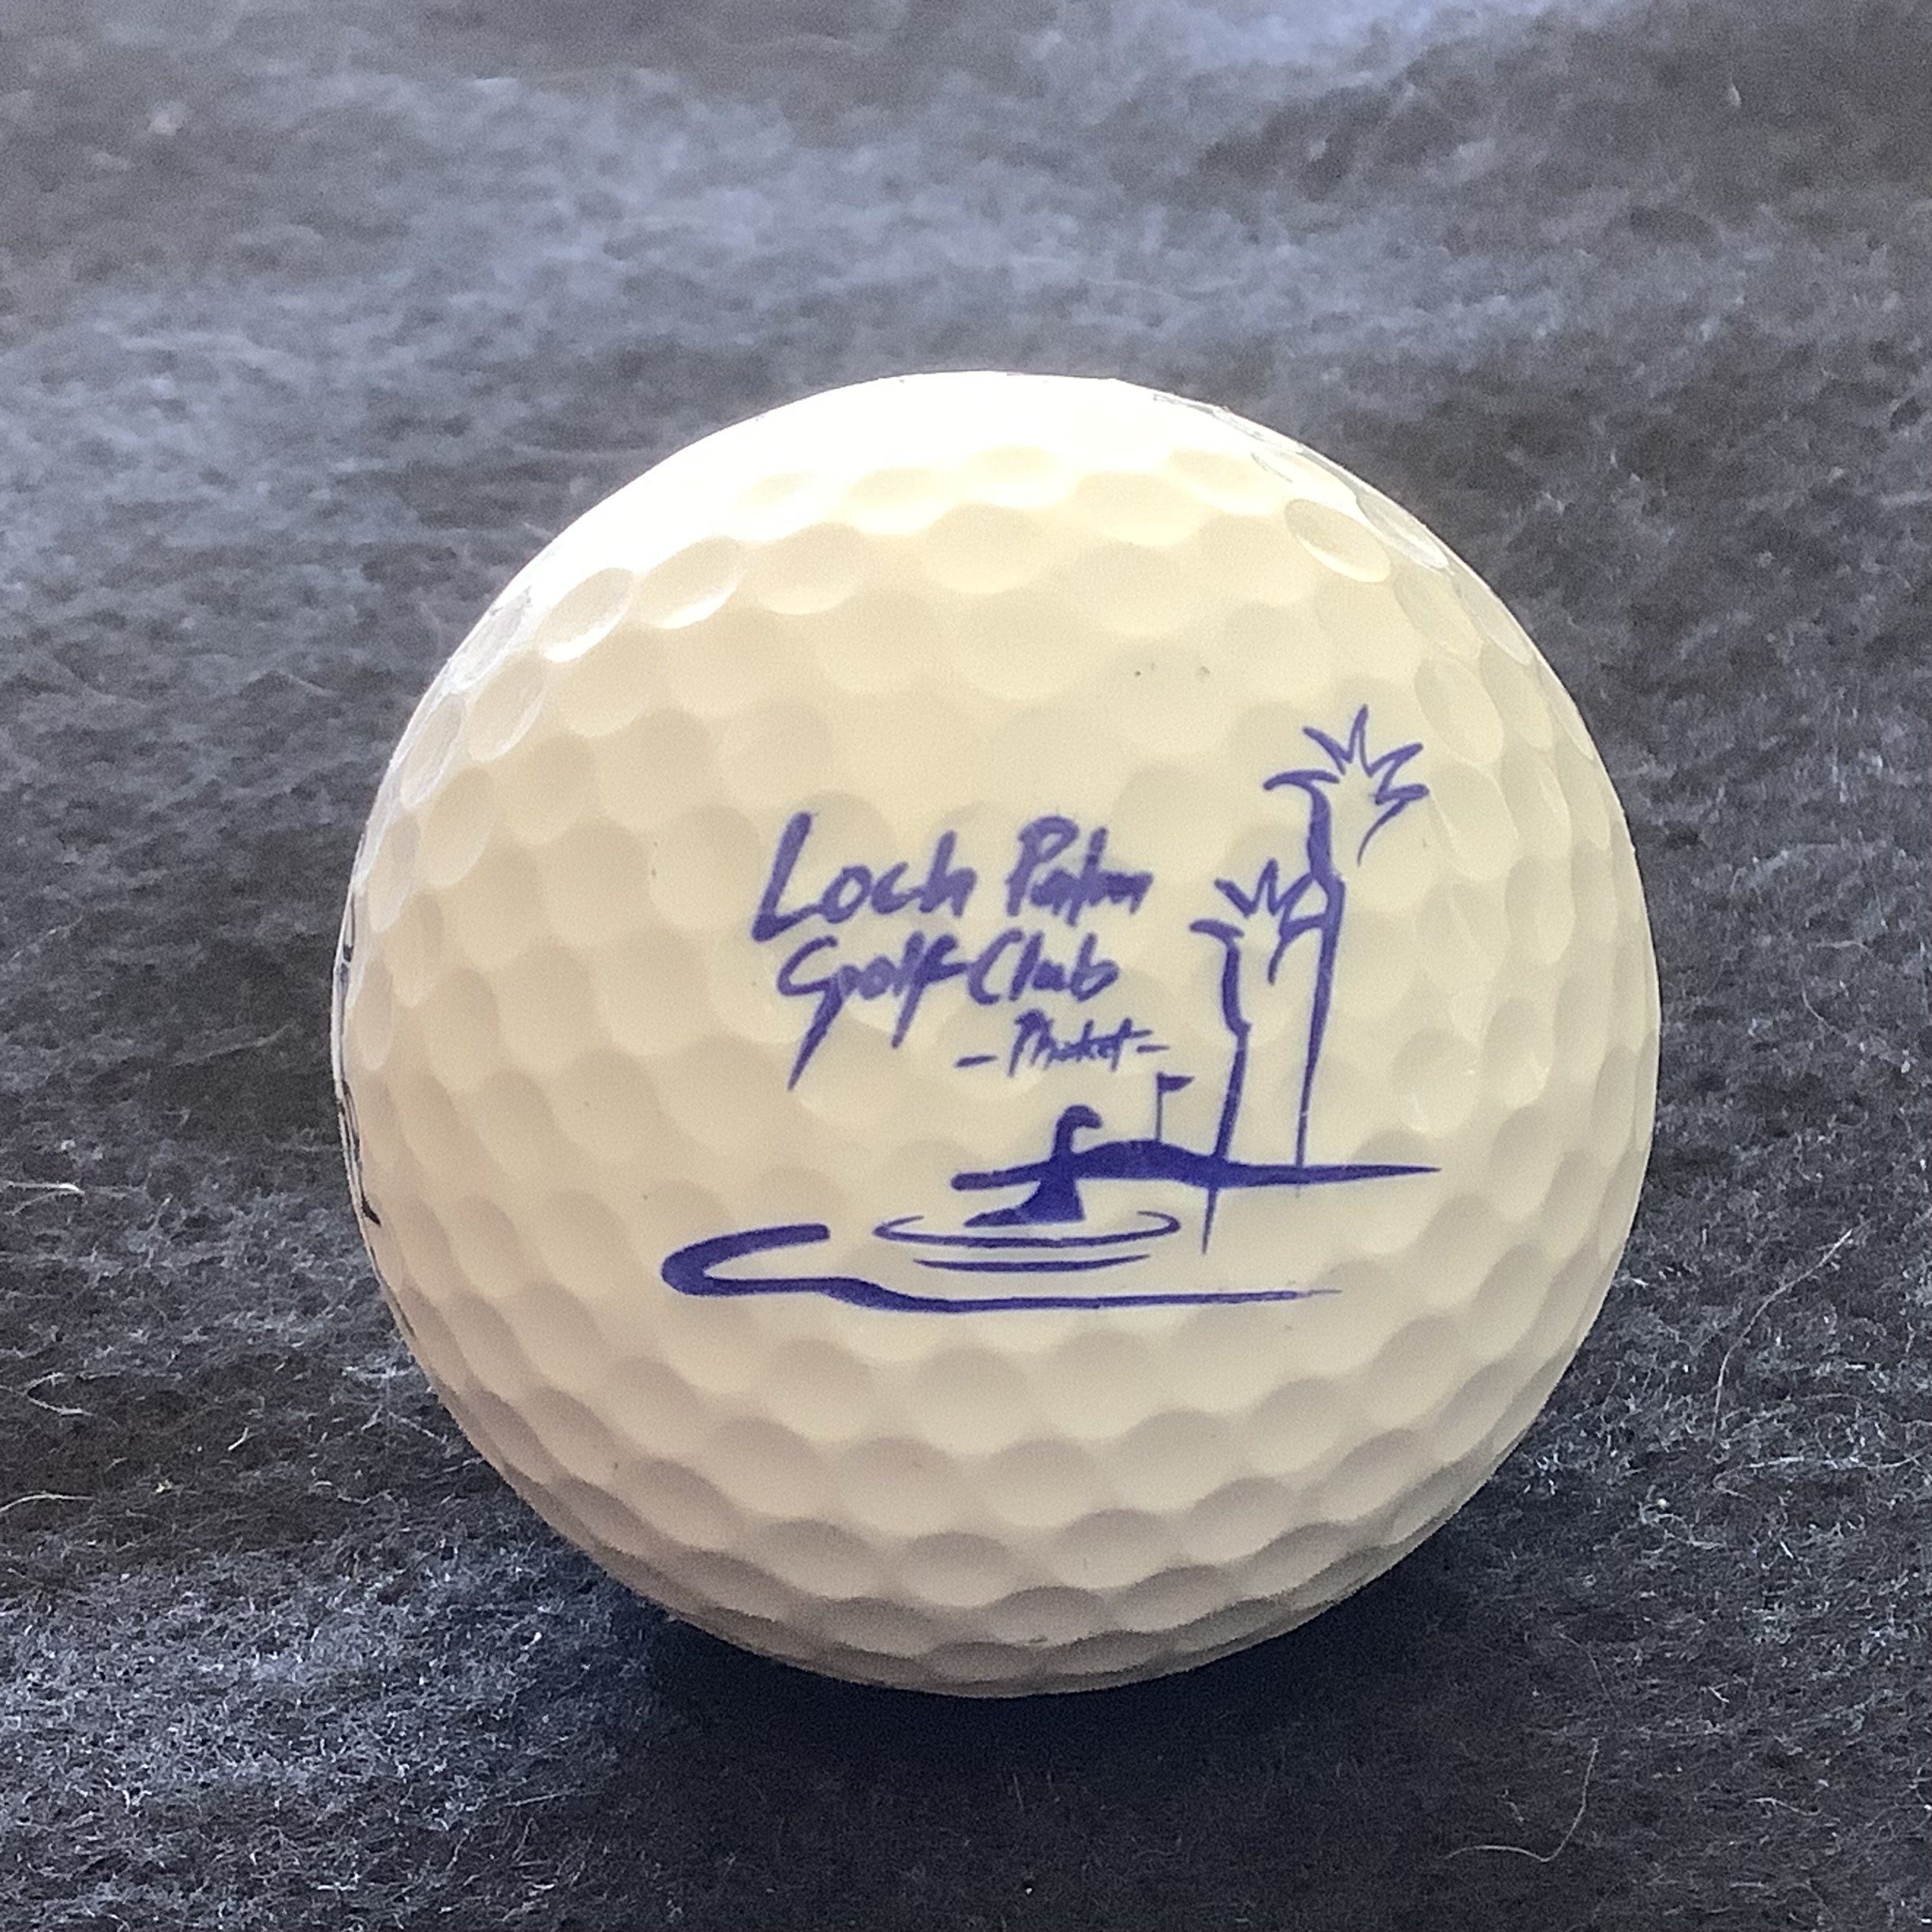 Loch Palm
Golf Club
- Phuket -